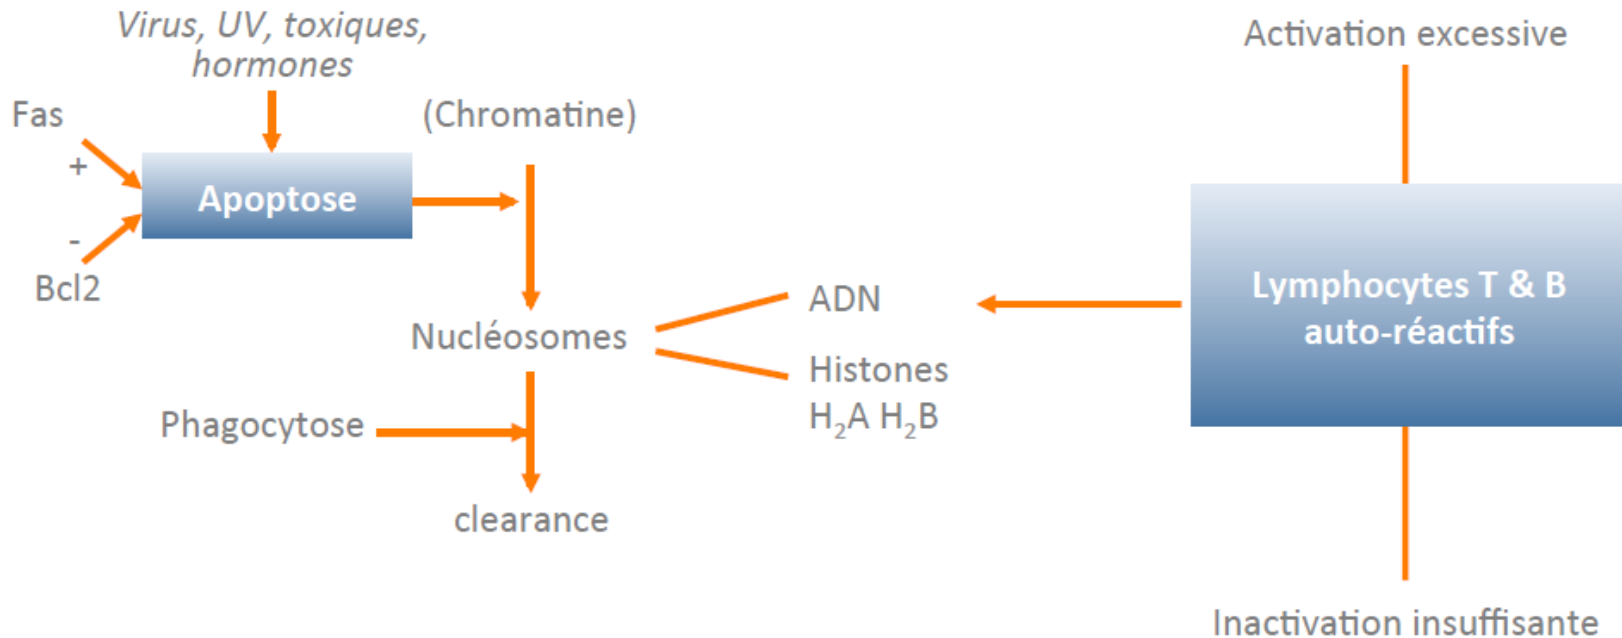 Virus, UV, toxiques,
hormones
Activation excessive
Fas
(Chromatine)
+
Apoptose
-
Bcl2
Lymphocytes T & B
auto-réactifs
ADN
Nucléosomes
Histones
H₂A H₂B
Phagocytose
clearance
Inactivation insuffisante